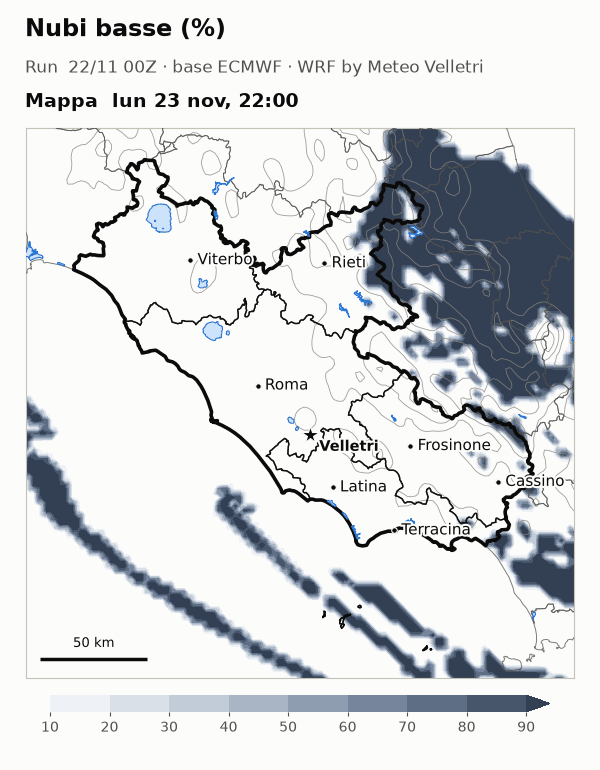 Nubi basse (%)
Run  22/11 00Z · base ECMWF · WRF by Meteo Velletri
Mappa  lun 23 nov, 22:00
Viterbo
Rieti
Roma
Velletri
Frosinone
Latina
Cassino
Terracina
50 km
10 20 30 40 50 60 70 80 90